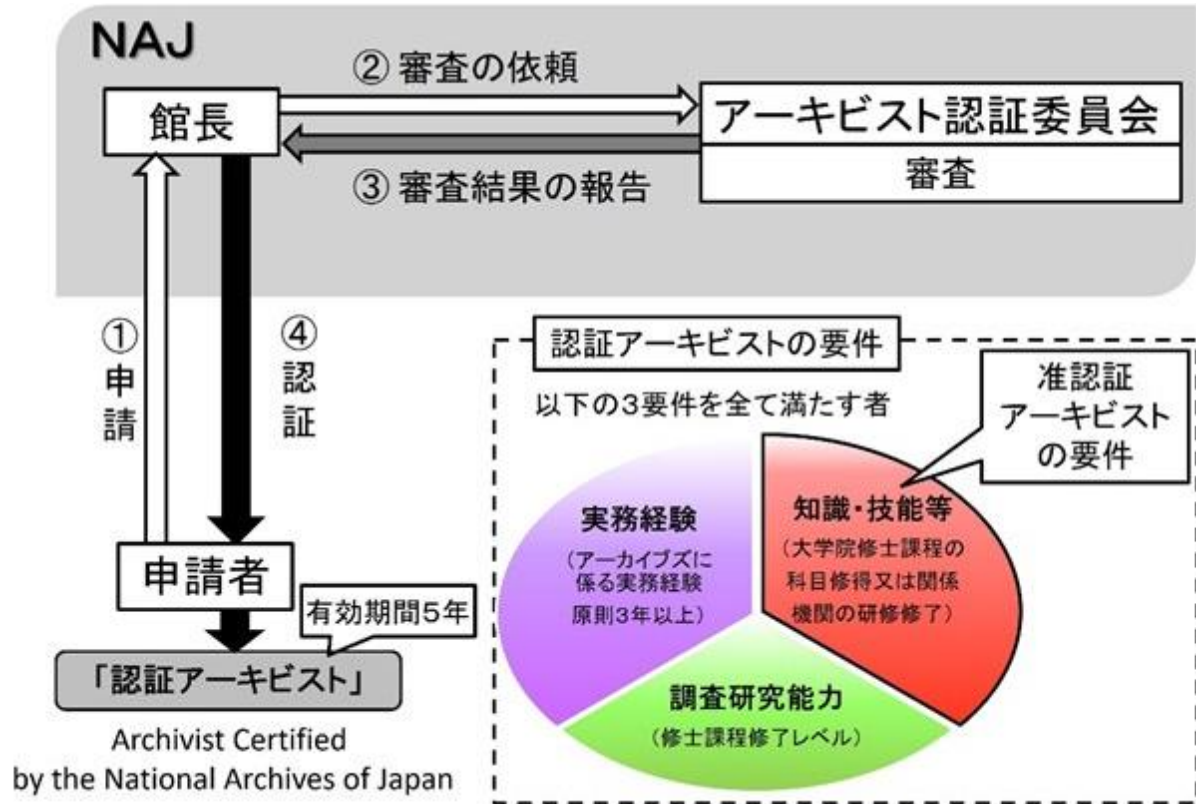 NAJ
② 審査の依頼
館長
アーキビスト認証委員会
審査
③ 審査結果の報告
①申請
④認証
申請者
有効期間5年
「認証アーキビスト」
Archivist Certified
by the National Archives of Japan
認証アーキビストの要件
以下の3要件を全て満たす者
准認証
アーキビスト
の要件
実務経験
(アーカイブズに
係る実務経験
原則3年以上)
知識・技能等
(大学院修士課程の
科目修得又は関係
機関の研修修了)
調査研究能力
(修士課程修了レベル)